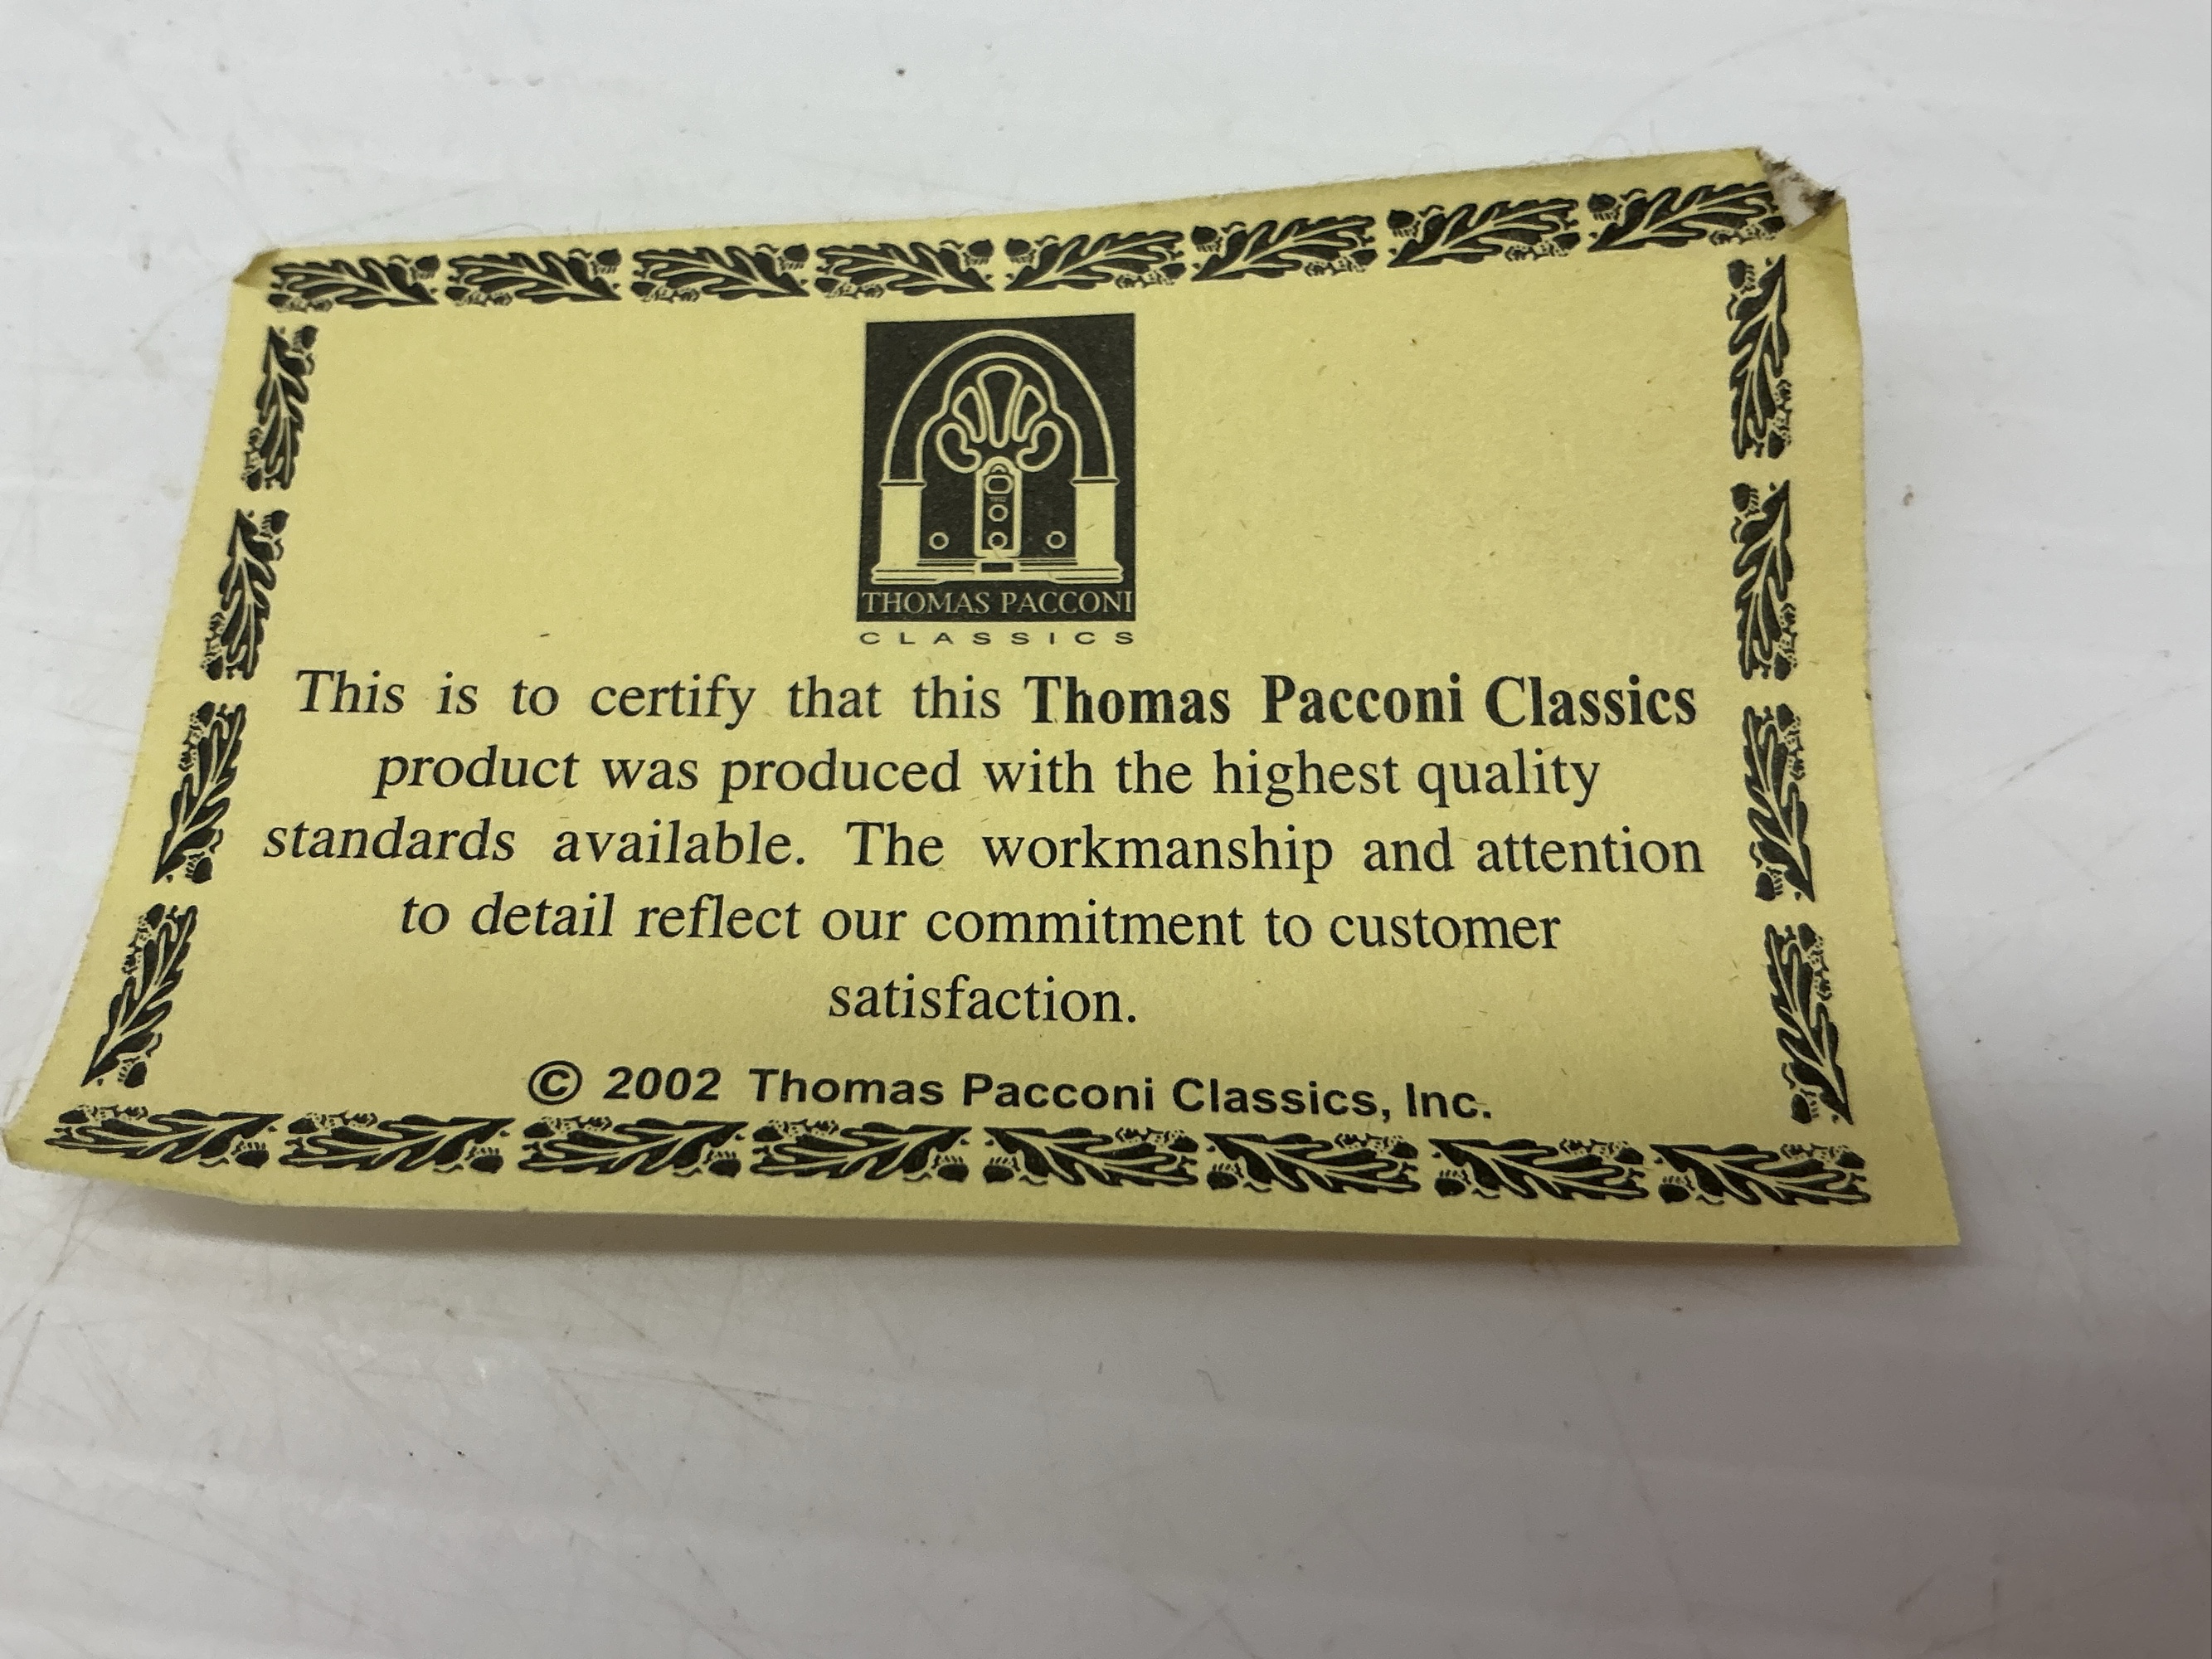 THOMAS PACCONI
CLASSICS
This is to certify that this Thomas Pacconi Classics
product was produced with the highest quality
standards available. The workmanship and attention
to detail reflect our commitment to customer
satisfaction.
© 2002 Thomas Pacconi Classics, Inc.